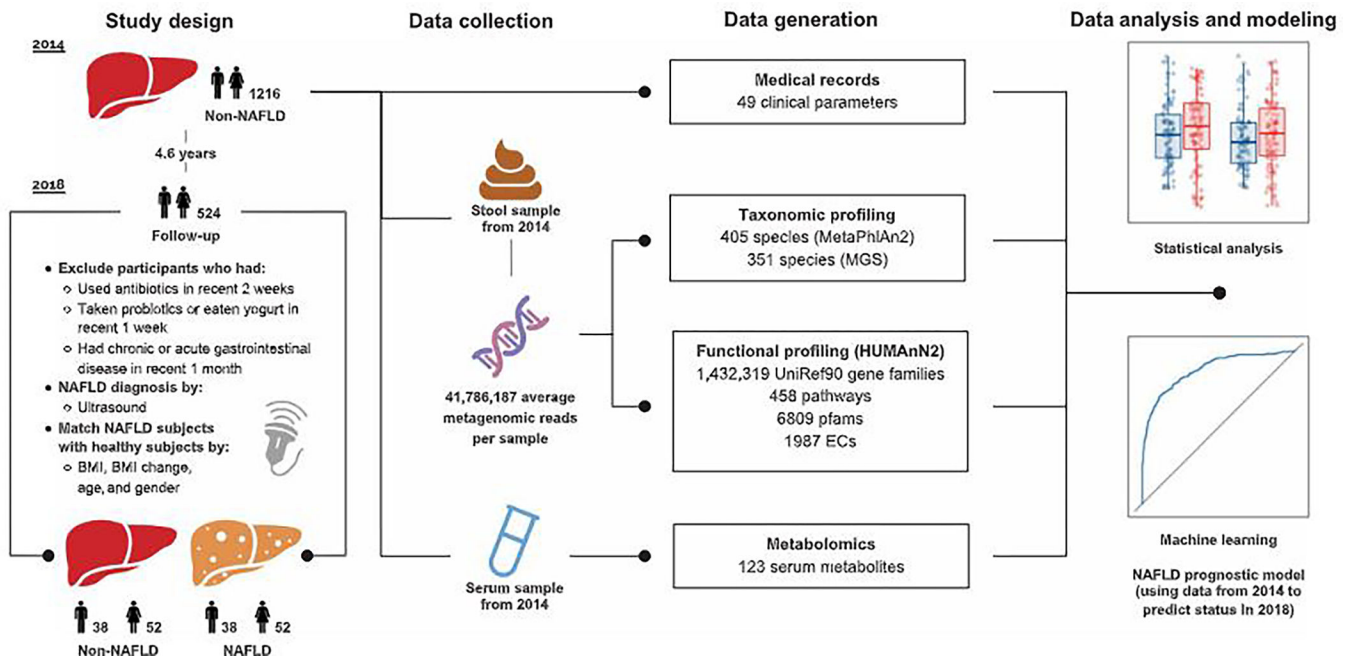 Study design
2014
1216
Non-NAFLD
4.6 years
2018
524
Follow-up
• Exclude participants who had:
Used antibiotics in recent 2 weeks
Taken probiotics or eaten yogurt in
recent 1 week
Had chronic or acute gastrointestinal
disease in recent 1 month
• NAFLD diagnosis by:
Ultrasound
• Match NAFLD subjects
with healthy subjects by:
BMI, BMI change,
age, and gender
38 52
Non-NAFLD
38 52
NAFLD
Data collection
Stool sample
from 2014
41,786,187 average
metagenomic reads
per sample
Serum sample
from 2014
Data generation
Medical records
49 clinical parameters
Taxonomic profiling
405 species (MetaPhlAn2)
351 species (MGS)
Functional profiling (HUMAnN2)
1,432,319 UniRef90 gene families
458 pathways
6809 pfams
1987 ECs
Metabolomics
123 serum metabolites
Data analysis and modeling
Statistical analysis
Machine learning
NAFLD prognostic model
(using data from 2014 to
predict status in 2018)